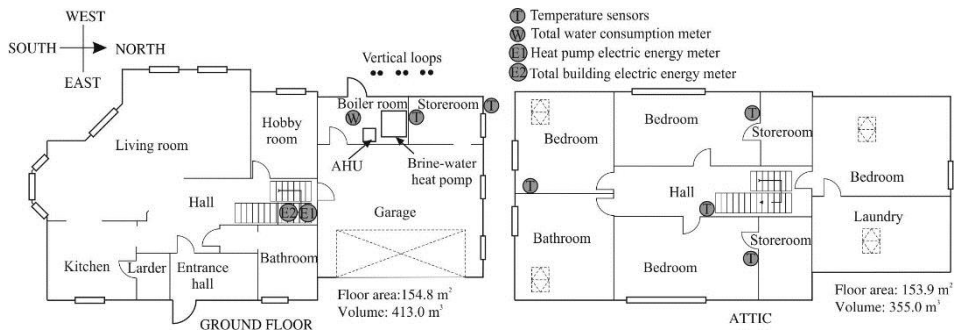 WEST
SOUTH NORTH
EAST
Vertical loops
T Temperature sensors
W Total water consumption meter
E1 Heat pump electric energy meter
E2 Total building electric energy meter
Boiler room
Storeroom
T
W
T
Hobby
room
Living room
AHU
Brine-water
heat pump
Hall
E2 E1
Garage
Kitchen
Larder
Entrance
hall
Bathroom
Floor area:154.8 m²
Volume: 413.0 m³
GROUND FLOOR
Bedroom
Bedroom
T
Storeroom
Bedroom
T
Hall
T
Laundry
Bathroom
Bedroom
Storeroom
T
Floor area: 153.9 m²
Volume: 355.0 m³
ATTIC